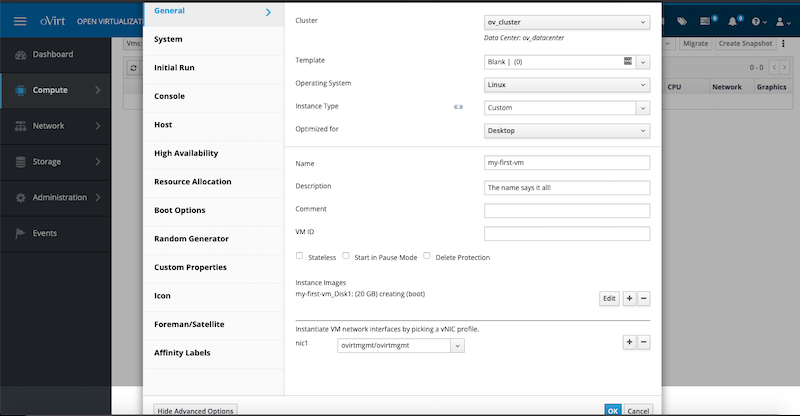 General
System
Initial Run
Console
Host
High Availability
Resource Allocation
Boot Options
Random Generator
Custom Properties
Icon
Foreman/Satellite
Affinity Labels
Hide Advanced Options
Cluster
ov_cluster
Data Center: ov_datacenter
Template
Blank | (0)
Operating System
Linux
Instance Type
Custom
Optimized for
Desktop
Name
my-first-vm
Description
The name says it all!
Comment
VM ID
Stateless Start in Pause Mode Delete Protection
Instance Images
my-first-vm_Disk1: (20 GB) creating (boot)
Edit + −
Instantiate VM network interfaces by picking a vNIC profile.
nic1 ovirtmgmt/ovirtmgmt + −
OK Cancel
oVirt OPEN VIRTUALIZAT
Dashboard
Compute
Network
Storage
Administration
Events
Vms:
Migrate Create Snapshot
0 - 0
CPU Network Graphics